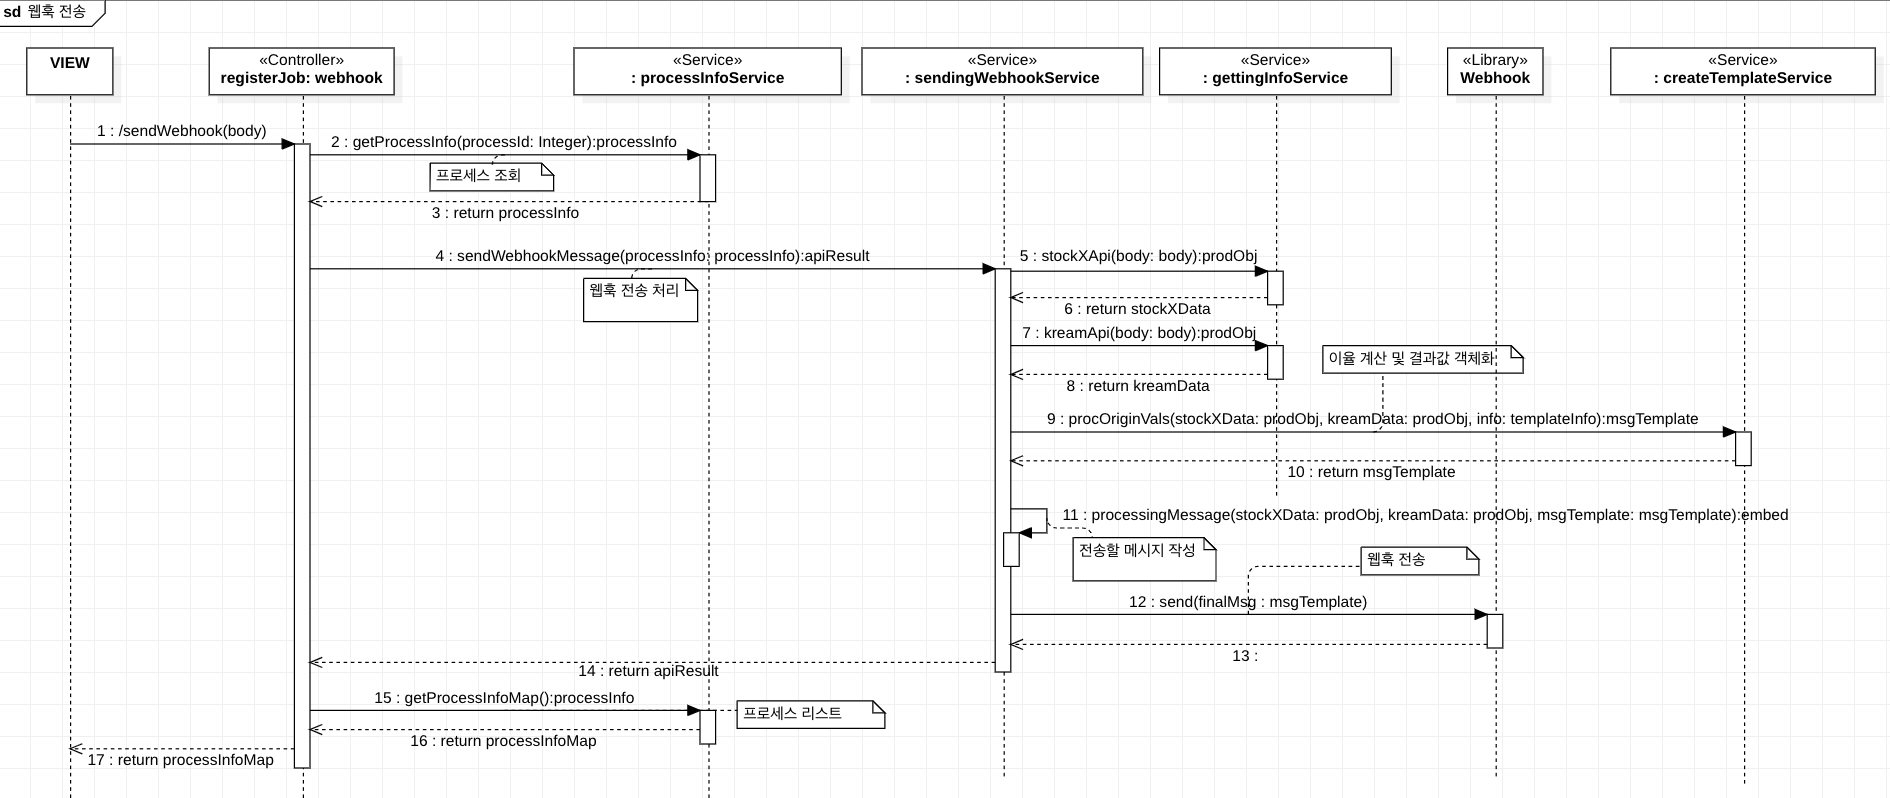 sd 웹훅 전송
VIEW
«Controller»
registerJob: webhook
«Service»
: processInfoService
«Service»
: sendingWebhookService
«Service»
: gettingInfoService
«Library»
Webhook
«Service»
: createTemplateService
1 : /sendWebhook(body)
2 : getProcessInfo(processId: Integer):processInfo
프로세스 조회
3 : return processInfo
4 : sendWebhookMessage(processInfo: processInfo):apiResult
웹훅 전송 처리
5 : stockXApi(body: body):prodObj
6 : return stockXData
7 : kreamApi(body: body):prodObj
8 : return kreamData
이율 계산 및 결과값 객체화
9 : procOriginVals(stockXData: prodObj, kreamData: prodObj, info: templateInfo):msgTemplate
10 : return msgTemplate
11 : processingMessage(stockXData: prodObj, kreamData: prodObj, msgTemplate: msgTemplate):embed
전송할 메시지 작성
웹훅 전송
12 : send(finalMsg : msgTemplate)
13 :
14 : return apiResult
15 : getProcessInfoMap():processInfo
프로세스 리스트
16 : return processInfoMap
17 : return processInfoMap